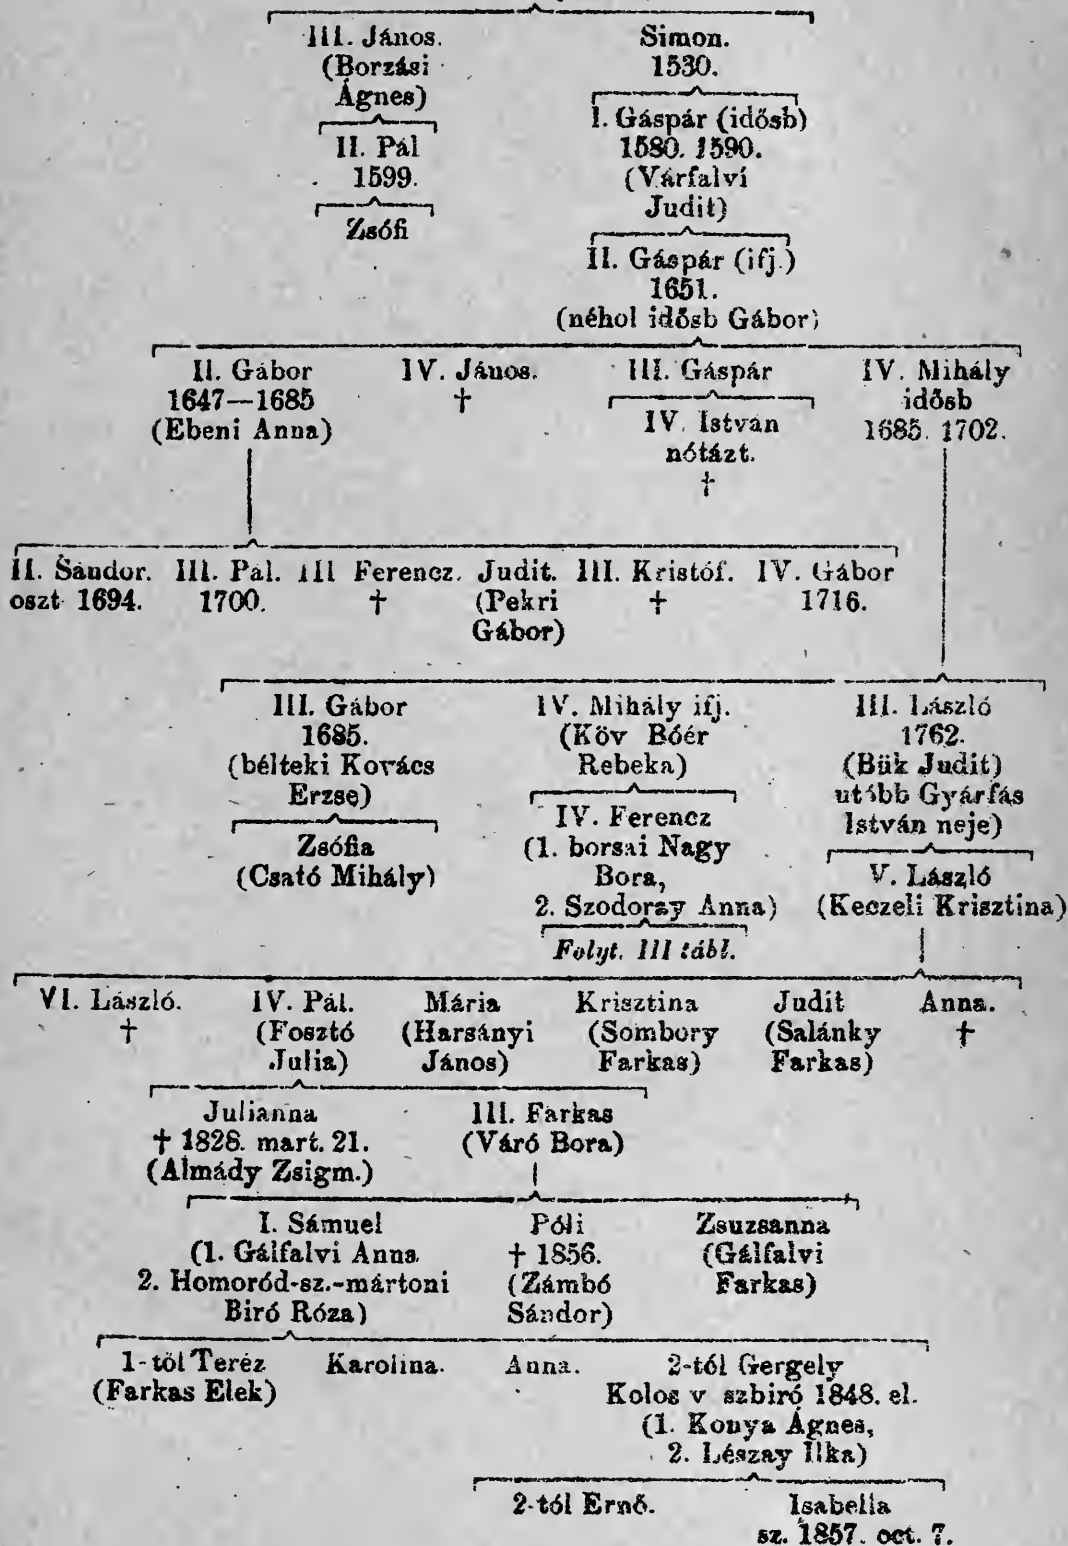 III. János. Simon.
(Borzási 1530.
Ágnes)
I. Gáspár (idősb)
II. Pál 1580. 1590.
1599. (Várfalvi
Judit)
Zsófi
II. Gáspár (ifj.)
1651.
(néhol idősb Gábor)
II. Gábor IV. János. III. Gáspár IV. Mihály
1647—1685 † idősb
(Ebeni Anna) IV. István 1685. 1702.
nótázt.
†
II. Sándor. III. Pál. III Ferencz. Judit. III. Kristóf. IV. Gábor
oszt 1694. 1700. † (Pekri † 1716.
Gábor)
III. Gábor IV. Mihály ifj. III. László
1685. (Köv Bóér 1762.
(bélteki Kovács Rebeka) (Bük Judit)
Erzse) utóbb Gyárfás
IV. Ferencz István neje)
Zsófia (1. borsai Nagy
(Csató Mihály) Bora, V. László
2. Szodoray Anna) (Keczeli Krisztina)
Folyt. III tábl.
VI. László. IV. Pál. Mária Krisztina Judit Anna.
† (Fosztó (Harsányi (Sombory (Salánky †
Julia) János) Farkas) Farkas)
Julianna III. Farkas
† 1828. mart. 21. (Váró Bora)
(Almády Zsigm.)
I. Sámuel Póli Zsuzsanna
(1. Gálfalvi Anna † 1856. (Gálfalvi
2. Homoród-sz.-mártoni (Zámbó Farkas)
Biró Róza) Sándor)
1-től Teréz Karolina. Anna. 2-tól Gergely
(Farkas Elek) Kolos v szbiró 1848. el.
(1. Konya Ágnes,
2. Lészay Ilka)
2-tól Ernő. Isabella
sz. 1857. oct. 7.